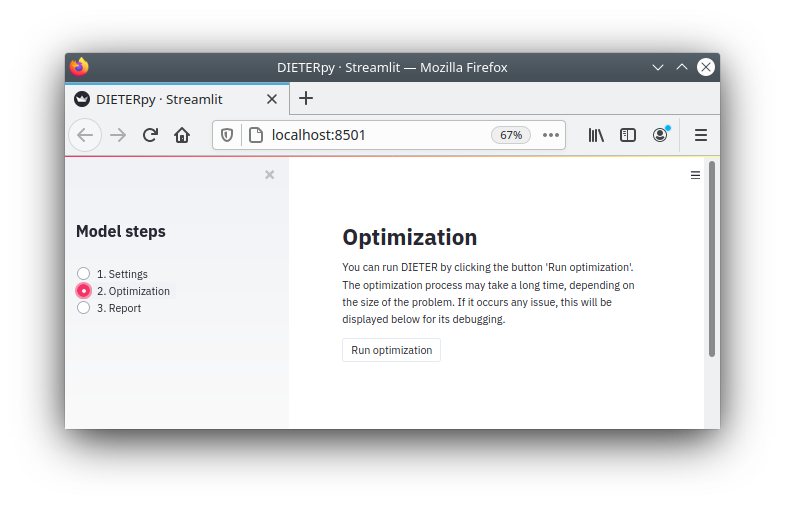 DIETERpy · Streamlit — Mozilla Firefox
DIETERpy · Streamlit
localhost:8501
67%
Model steps
1. Settings
2. Optimization
3. Report
Optimization
You can run DIETER by clicking the button 'Run optimization'.
The optimization process may take a long time, depending on
the size of the problem. If it occurs any issue, this will be
displayed below for its debugging.
Run optimization